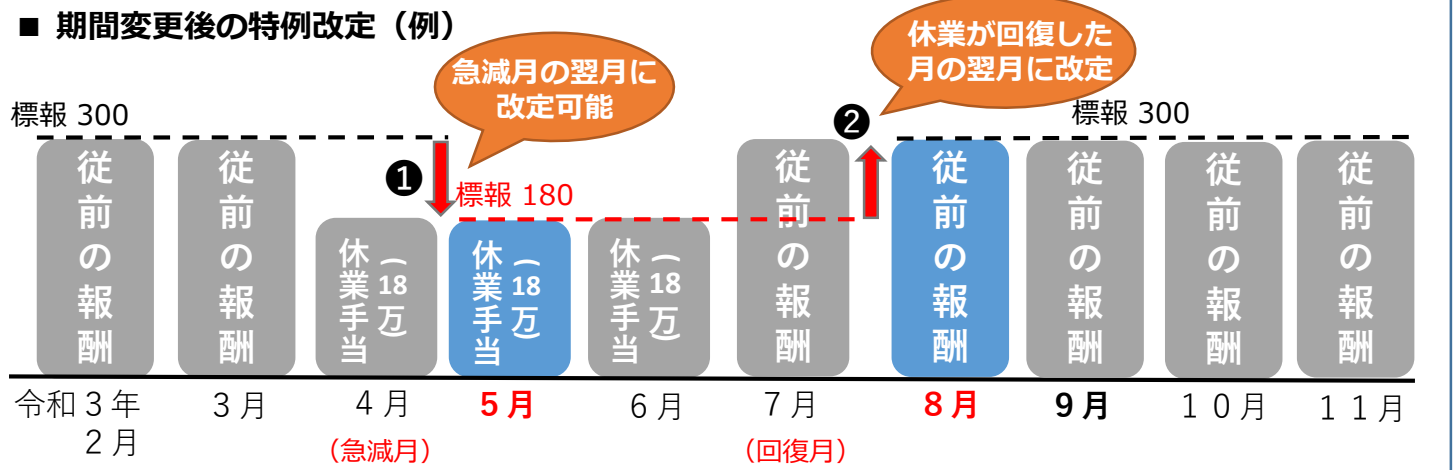 ■ 期間変更後の特例改定（例）
急減月の翌月に
改定可能
休業が回復した
月の翌月に改定
標報 300
❶
標報 180
❷
標報 300
従前の報酬
従前の報酬
休業手当
（18万）
休業手当
（18万）
休業手当
（18万）
従前の報酬
従前の報酬
従前の報酬
従前の報酬
従前の報酬
令和３年
２月
３月
４月
（急減月）
５月
６月
７月
（回復月）
８月
９月
１０月
１１月